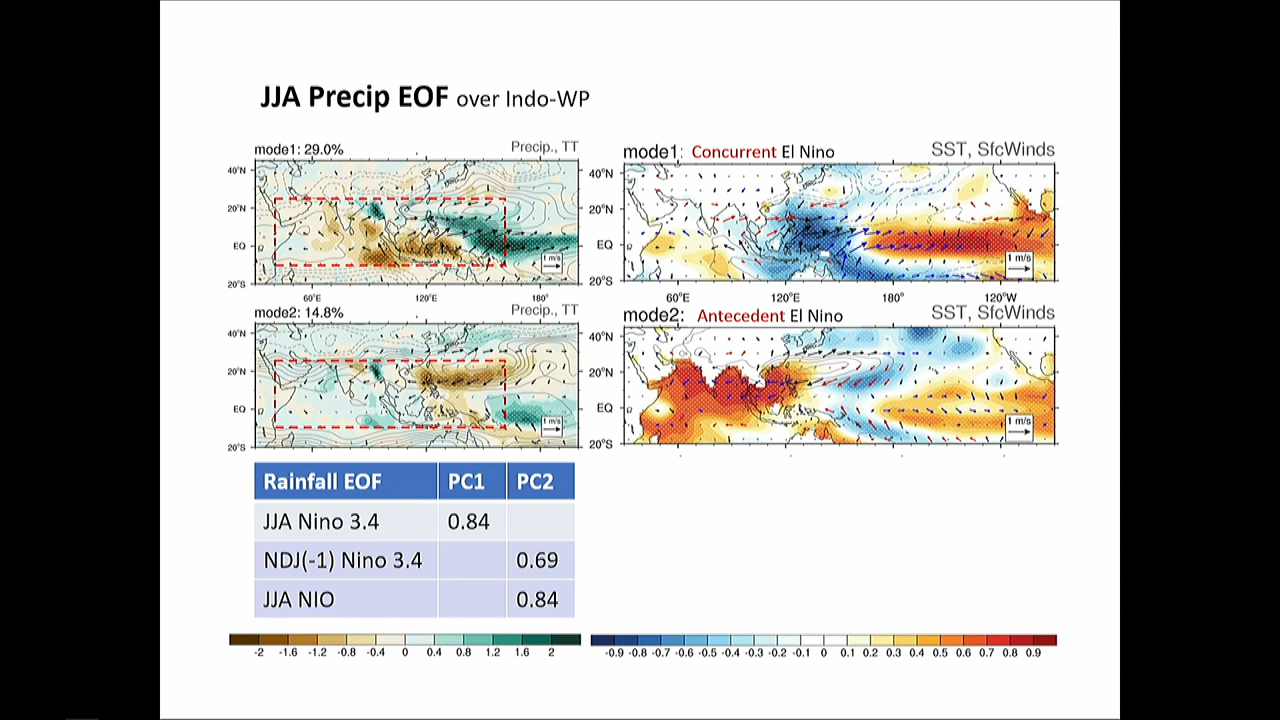 JJA Precip EOF over Indo-WP
mode1: 29.0% Precip., TT
40°N
20°N
EQ
20°S
1 m/s
60°E 120°E 180°
mode1: Concurrent El Nino SST, SfcWinds
40°N
20°N
EQ
20°S
1 m/s
60°E 120°E 180° 120°W
mode2: 14.8% Precip., TT
40°N
20°N
EQ
20°S
1 m/s
mode2: Antecedent El Nino SST, SfcWinds
40°N
20°N
EQ
20°S
1 m/s
Rainfall EOF PC1 PC2
JJA Nino 3.4 0.84
NDJ(-1) Nino 3.4 0.69
JJA NIO 0.84
-2 -1.6 -1.2 -0.8 -0.4 0 0.4 0.8 1.2 1.6 2
-0.9 -0.8 -0.7 -0.6 -0.5 -0.4 -0.3 -0.2 -0.1 0 0.1 0.2 0.3 0.4 0.5 0.6 0.7 0.8 0.9